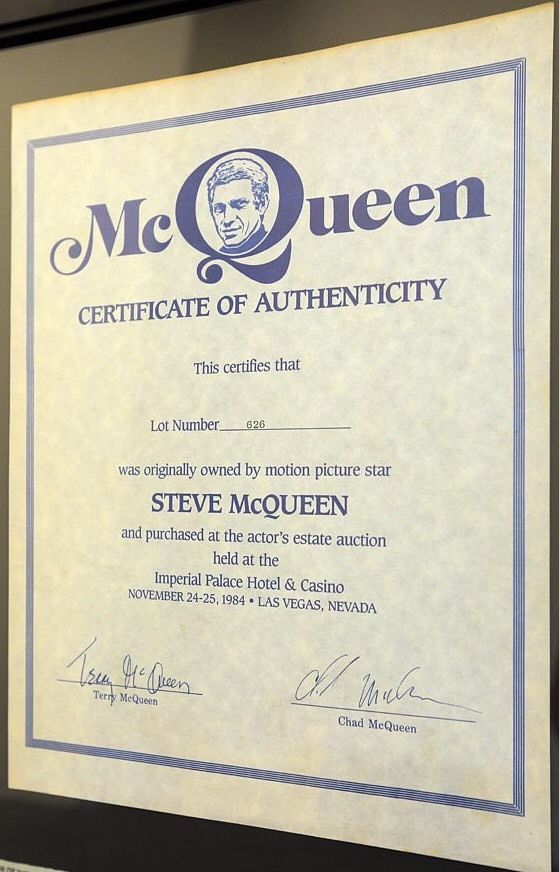 McQueen
CERTIFICATE OF AUTHENTICITY
This certifies that
Lot Number 626
was originally owned by motion picture star
STEVE McQUEEN
and purchased at the actor's estate auction
held at the
Imperial Palace Hotel & Casino
NOVEMBER 24-25, 1984 • LAS VEGAS, NEVADA
Terry McQueen
Terry McQueen
Chad McQueen